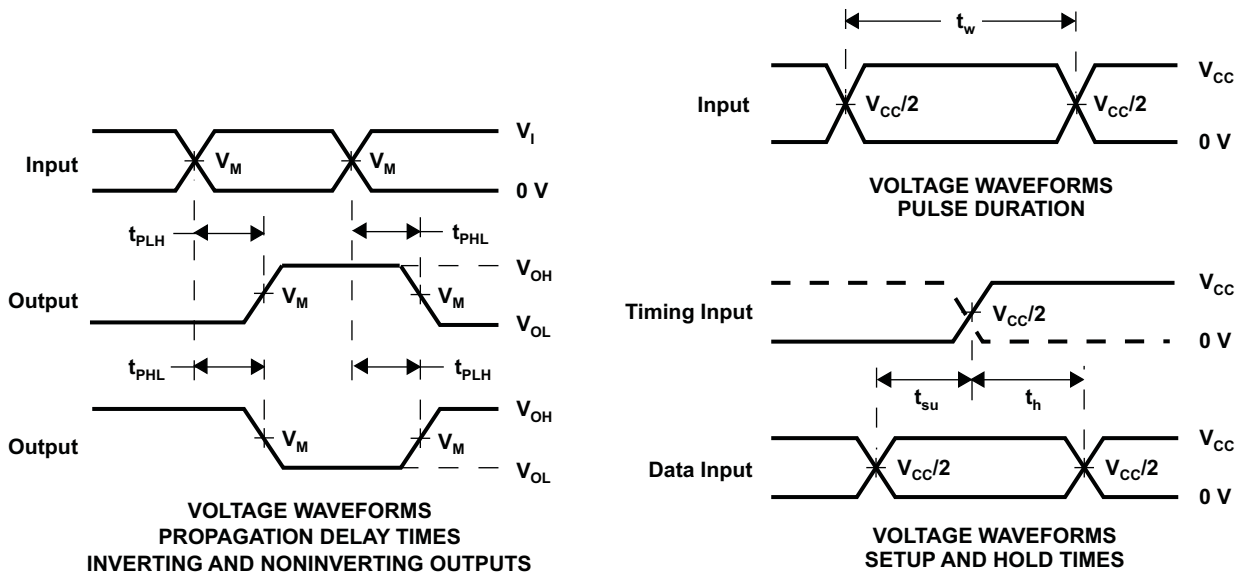 Input
V_I
V_M
V_M
0 V
t_PLH
t_PHL
Output
V_OH
V_M
V_M
V_OL
t_PHL
t_PLH
Output
V_OH
V_M
V_M
V_OL
VOLTAGE WAVEFORMS
PROPAGATION DELAY TIMES
INVERTING AND NONINVERTING OUTPUTS
t_w
Input
V_CC
V_CC/2
V_CC/2
0 V
VOLTAGE WAVEFORMS
PULSE DURATION
Timing Input
V_CC
V_CC/2
0 V
t_su
t_h
Data Input
V_CC
V_CC/2
V_CC/2
0 V
VOLTAGE WAVEFORMS
SETUP AND HOLD TIMES